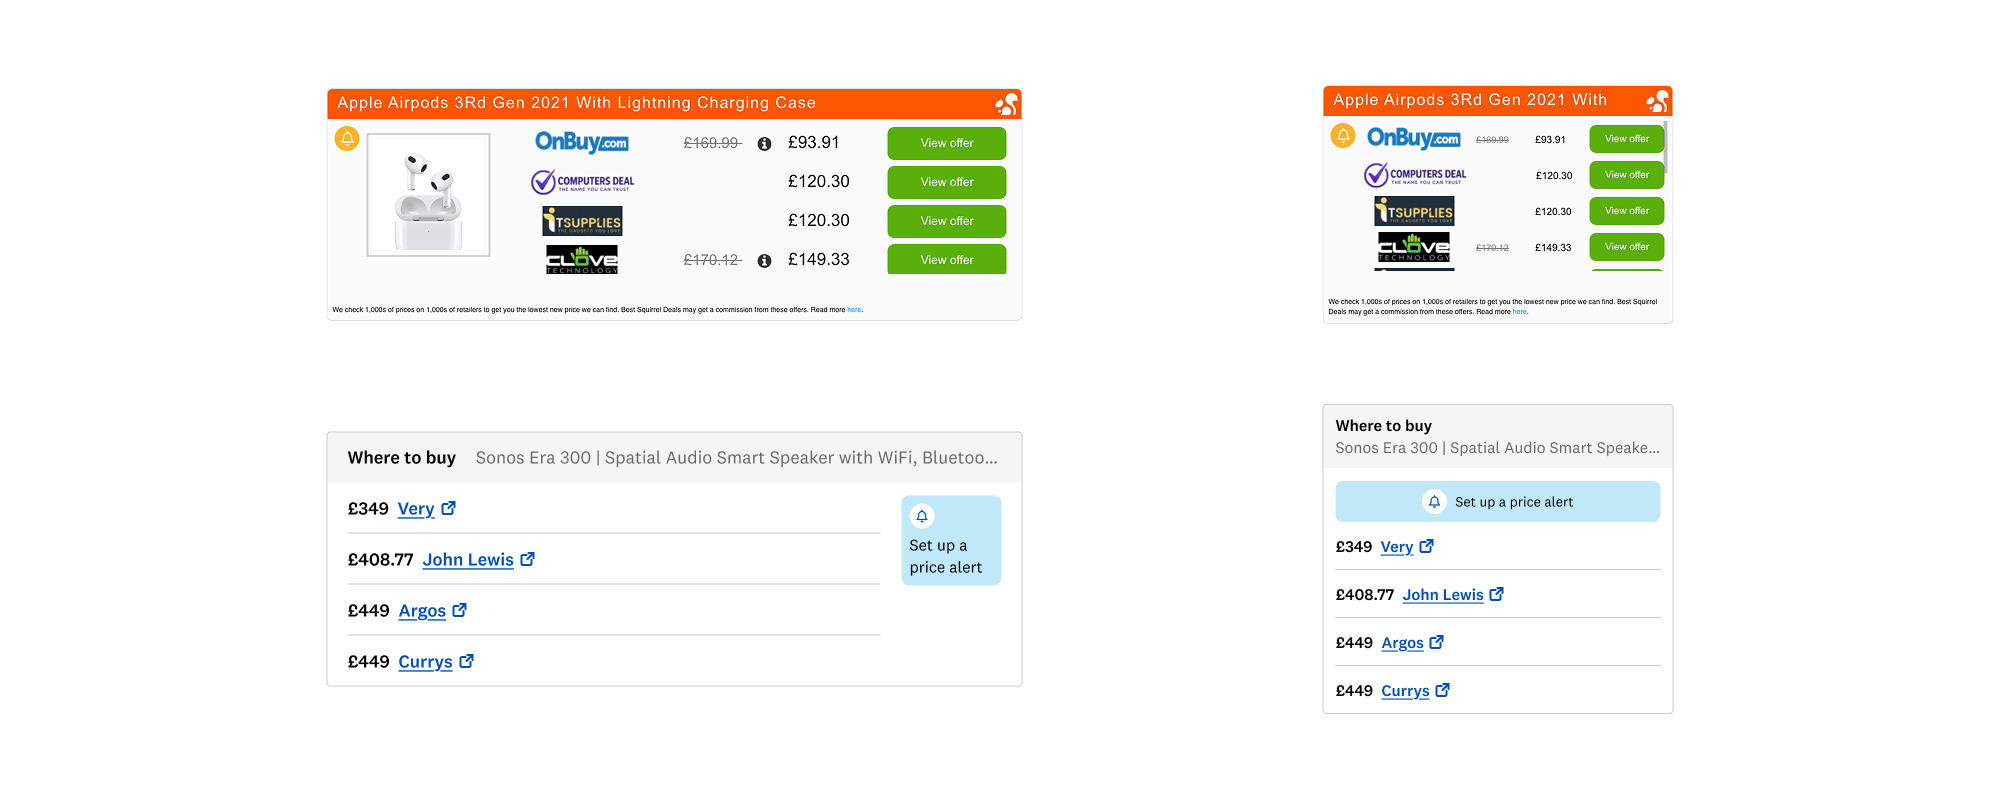 Apple Airpods 3Rd Gen 2021 With Lightning Charging Case
OnBuy.com £169.99 £93.91 View offer
COMPUTERS DEAL
THE NAME YOU CAN TRUST
£120.30 View offer
iTSUPPLIES
THE GADGETS YOU LOVE
£120.30 View offer
CLOVE
TECHNOLOGY
£170.12 £149.33 View offer
We check 1,000s of prices on 1,000s of retailers to get you the lowest new price we can find. Best Squirrel Deals may get a commission from these offers. Read more here.
Apple Airpods 3Rd Gen 2021 With
OnBuy.com £169.99 £93.91 View offer
COMPUTERS DEAL
THE NAME YOU CAN TRUST
£120.30 View offer
iTSUPPLIES
THE GADGETS YOU LOVE
£120.30 View offer
CLOVE
TECHNOLOGY
£170.12 £149.33 View offer
We check 1,000s of prices on 1,000s of retailers to get you the lowest new price we can find. Best Squirrel
Deals may get a commission from these offers. Read more here.
Where to buy Sonos Era 300 | Spatial Audio Smart Speaker with WiFi, Bluetoo...
£349 Very
£408.77 John Lewis
£449 Argos
£449 Currys
Set up a
price alert
Where to buy
Sonos Era 300 | Spatial Audio Smart Speake...
Set up a price alert
£349 Very
£408.77 John Lewis
£449 Argos
£449 Currys